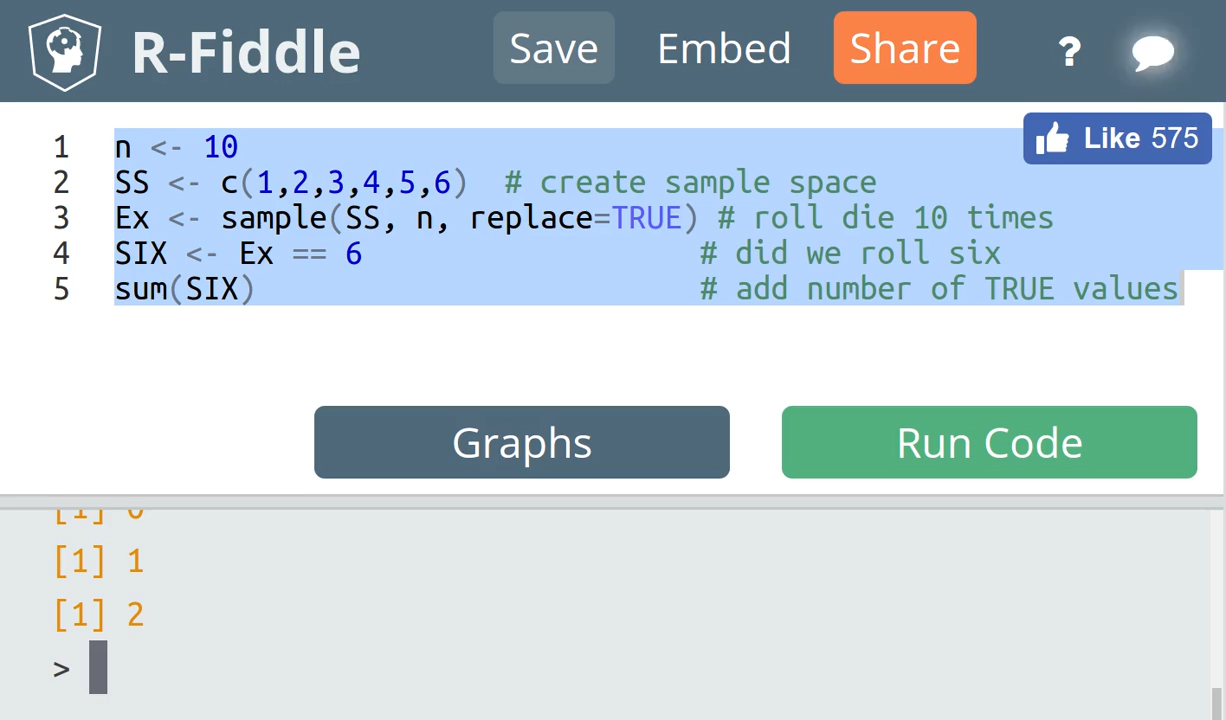 R-Fiddle
Save
Embed
Share
?
Like 575
1 n <- 10
2 SS <- c(1,2,3,4,5,6)  # create sample space
3 Ex <- sample(SS, n, replace=TRUE) # roll die 10 times
4 SIX <- Ex == 6                   # did we roll six
5 sum(SIX)                         # add number of TRUE values
Graphs
Run Code
[1] 1
[1] 2
>